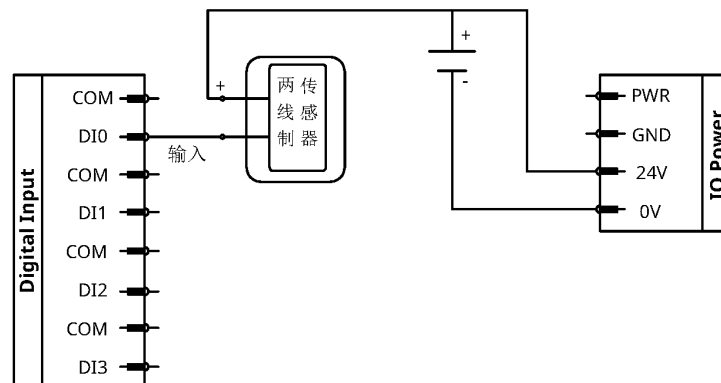 Digital Input
COM
DI0
COM
DI1
COM
DI2
COM
DI3
输入
+
两线制
传感器
+
-
PWR
GND
24V
0V
IO Power